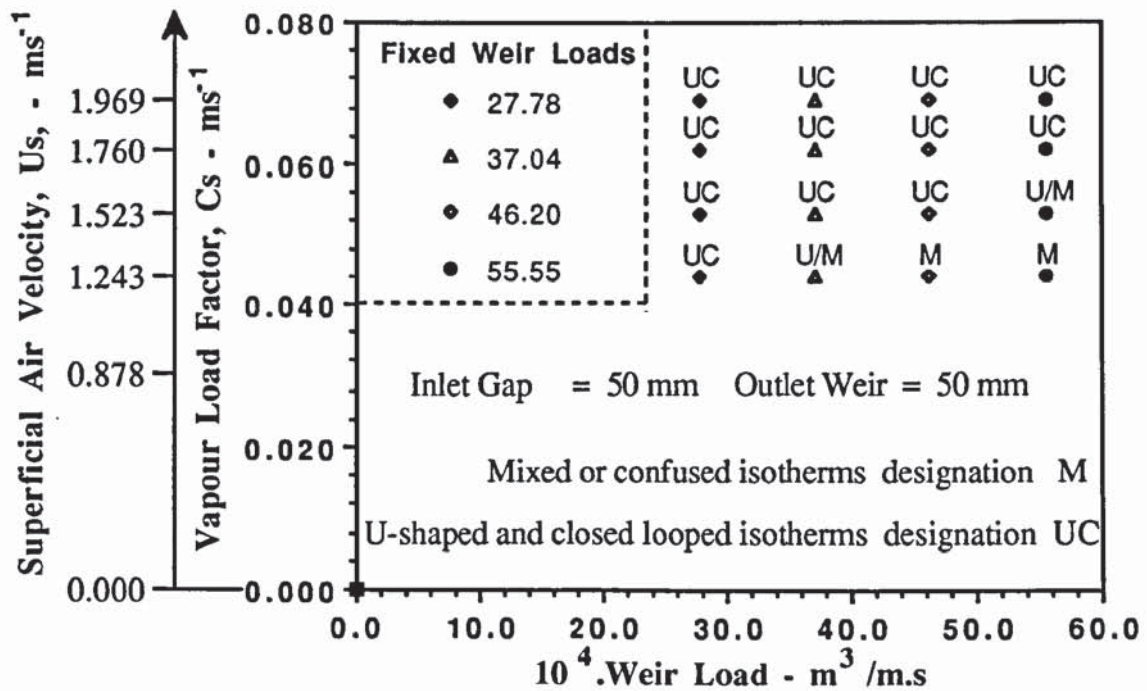 Superficial Air Velocity, Us, - ms-1
1.969
1.760
1.523
1.243
0.878
0.000
Vapour Load Factor, Cs - ms-1
0.080
0.060
0.040
0.020
0.000
Fixed Weir Loads
27.78
37.04
46.20
55.55
UC UC UC UC
UC UC UC UC
UC UC UC U/M
UC U/M M M
Inlet Gap = 50 mm Outlet Weir = 50 mm
Mixed or confused isotherms designation M
U-shaped and closed looped isotherms designation UC
0.0 10.0 20.0 30.0 40.0 50.0 60.0
10 4 .Weir Load - m3 /m.s